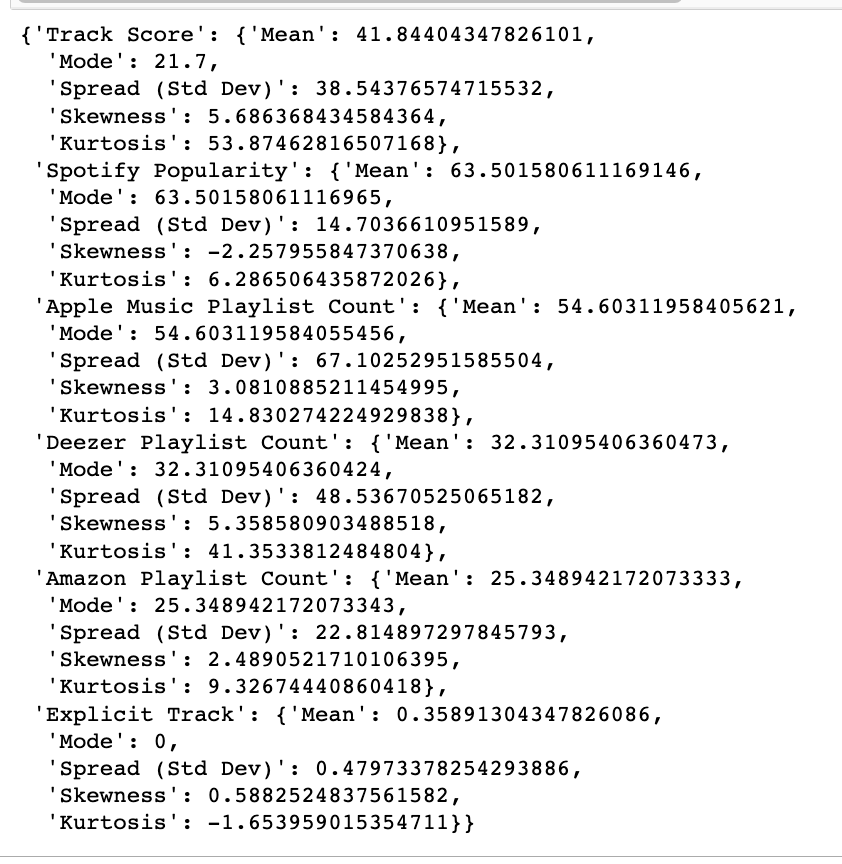 {'Track Score': {'Mean': 41.84404347826101,
'Mode': 21.7,
'Spread (Std Dev)': 38.54376574715532,
'Skewness': 5.686368434584364,
'Kurtosis': 53.87462816507168},
'Spotify Popularity': {'Mean': 63.501580611169146,
'Mode': 63.50158061116965,
'Spread (Std Dev)': 14.7036610951589,
'Skewness': -2.257955847370638,
'Kurtosis': 6.286506435872026},
'Apple Music Playlist Count': {'Mean': 54.60311958405621,
'Mode': 54.603119584055456,
'Spread (Std Dev)': 67.10252951585504,
'Skewness': 3.0810885211454995,
'Kurtosis': 14.830274224929838},
'Deezer Playlist Count': {'Mean': 32.31095406360473,
'Mode': 32.31095406360424,
'Spread (Std Dev)': 48.53670525065182,
'Skewness': 5.358580903488518,
'Kurtosis': 41.3533812484804},
'Amazon Playlist Count': {'Mean': 25.348942172073333,
'Mode': 25.348942172073343,
'Spread (Std Dev)': 22.814897297845793,
'Skewness': 2.4890521710106395,
'Kurtosis': 9.32674440860418},
'Explicit Track': {'Mean': 0.35891304347826086,
'Mode': 0,
'Spread (Std Dev)': 0.47973378254293886,
'Skewness': 0.5882524837561582,
'Kurtosis': -1.653959015354711}}